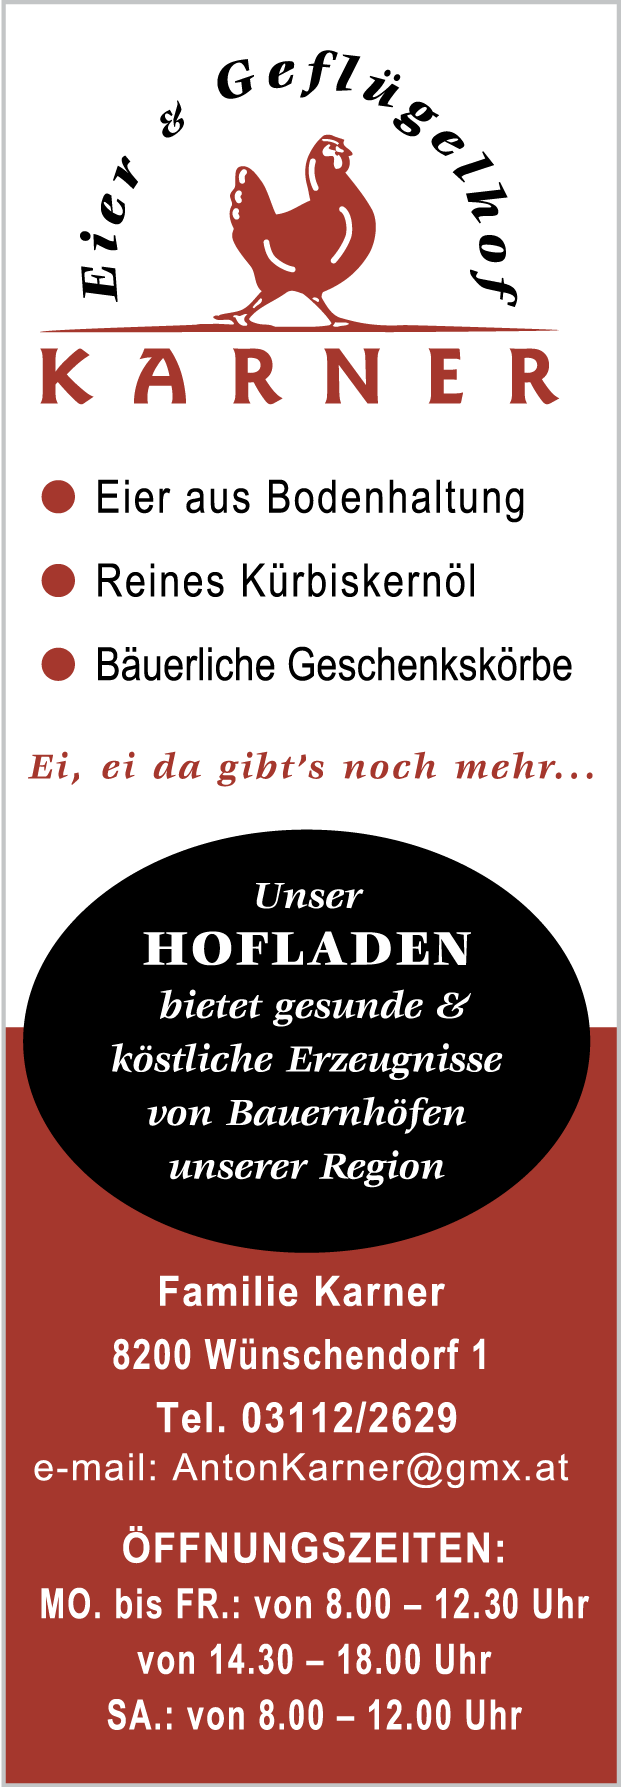 Eier & Geflügelhof
KARNER
Eier aus Bodenhaltung
Reines Kürbiskernöl
Bäuerliche Geschenkskörbe
Ei, ei da gibt's noch mehr...
Unser
HOFLADEN
bietet gesunde &
köstliche Erzeugnisse
von Bauernhöfen
unserer Region
Familie Karner
8200 Wünschendorf 1
Tel. 03112/2629
e-mail: AntonKarner@gmx.at
ÖFFNUNGSZEITEN:
MO. bis FR.: von 8.00 – 12.30 Uhr
von 14.30 – 18.00 Uhr
SA.: von 8.00 – 12.00 Uhr